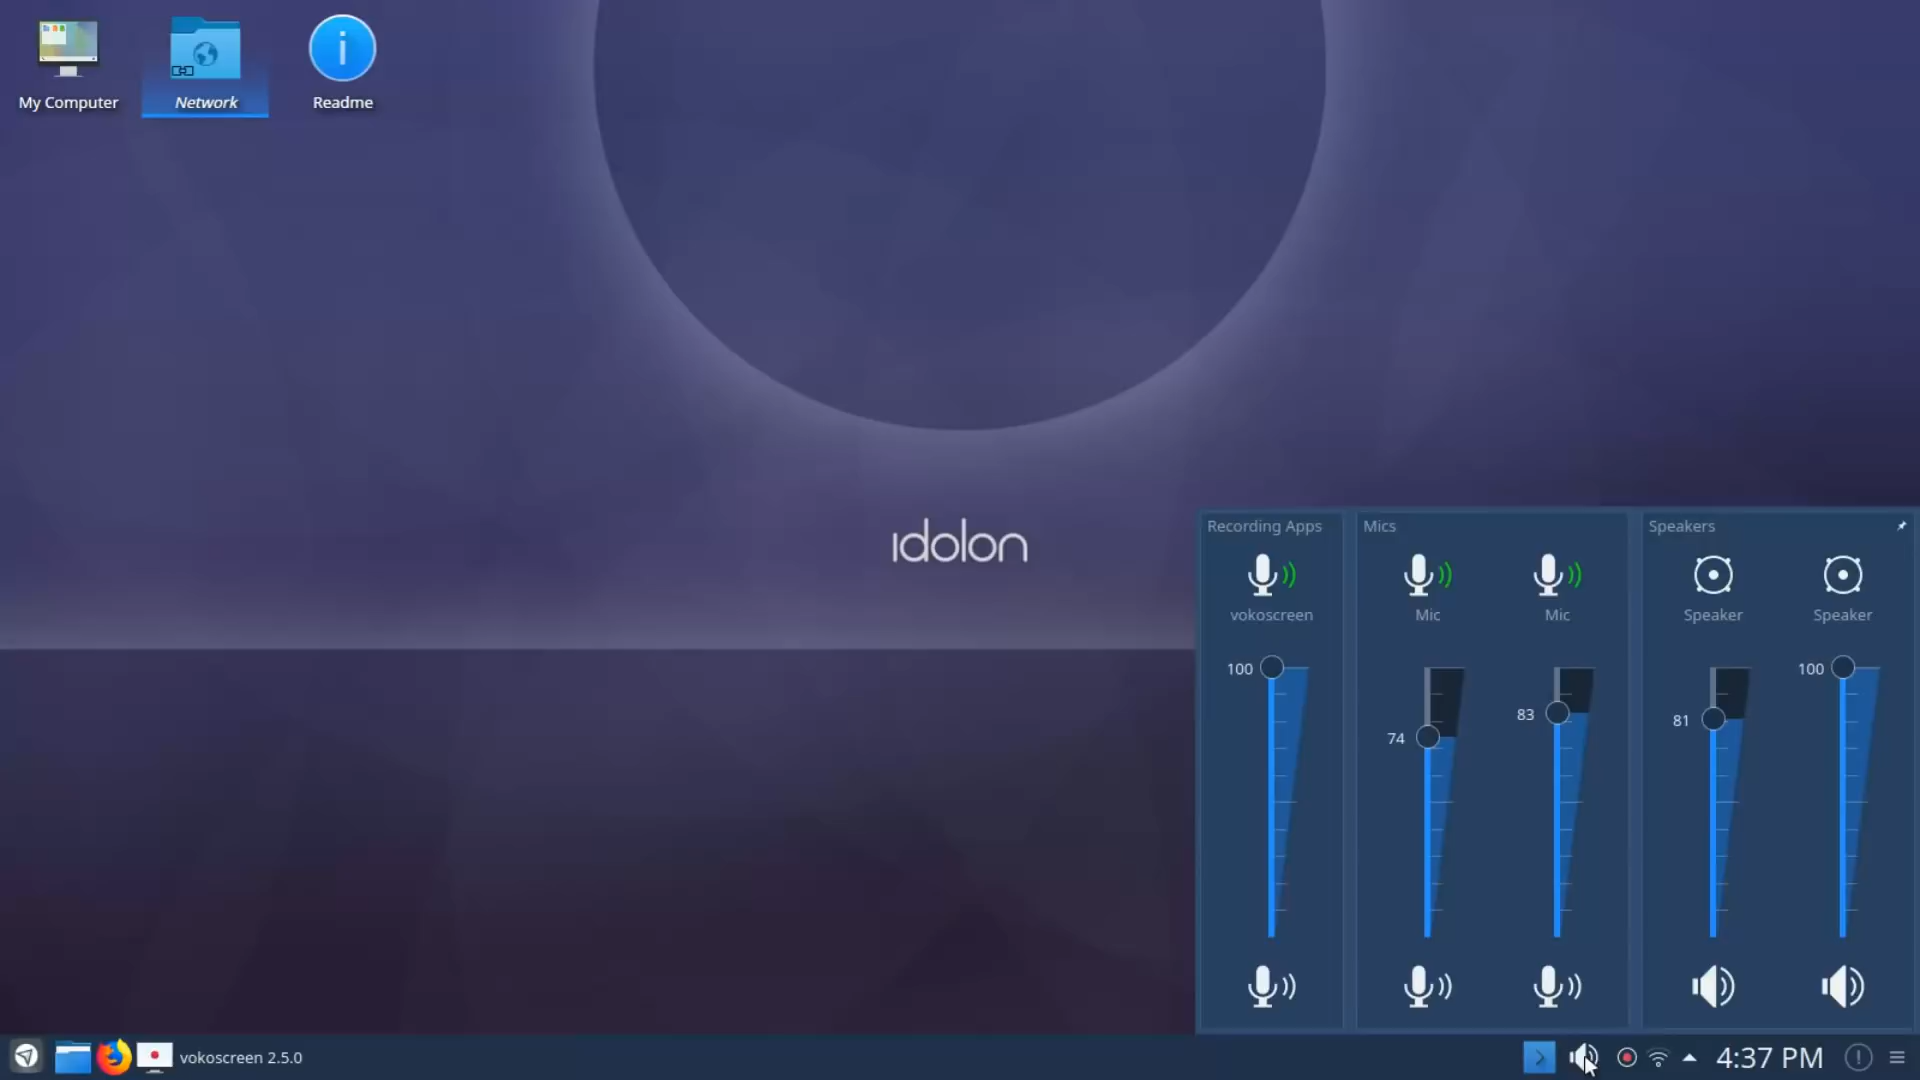 My Computer
Network
Readme
idolon
Recording Apps
Mics
Speakers
vokoscreen
Mic
Mic
Speaker
Speaker
100
74
83
81
100
vokoscreen 2.5.0
4:37 PM